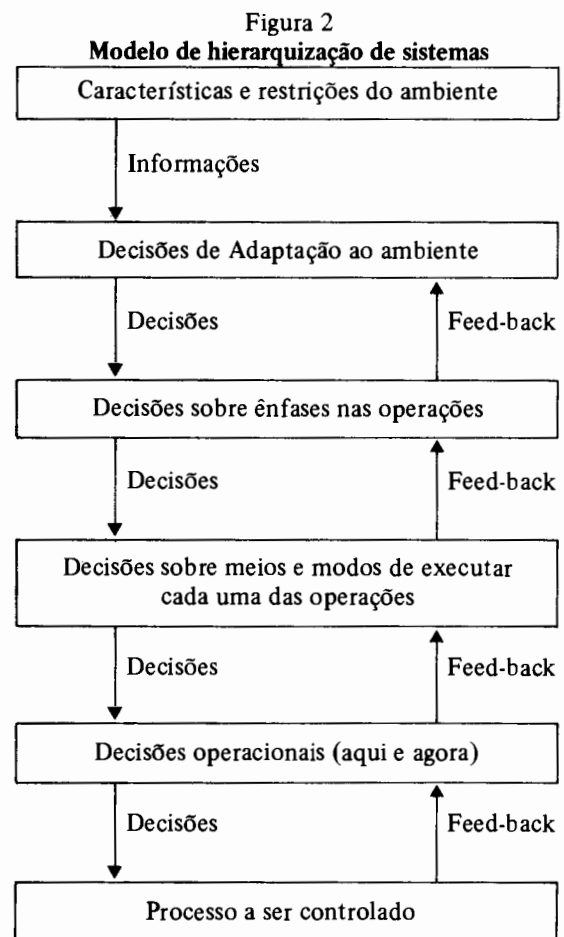 Figura 2
Modelo de hierarquização de sistemas
Características e restrições do ambiente
Informações
Decisões de Adaptação ao ambiente
Decisões
Feed-back
Decisões sobre ênfases nas operações
Decisões
Feed-back
Decisões sobre meios e modos de executar
cada uma das operações
Decisões
Feed-back
Decisões operacionais (aqui e agora)
Decisões
Feed-back
Processo a ser controlado